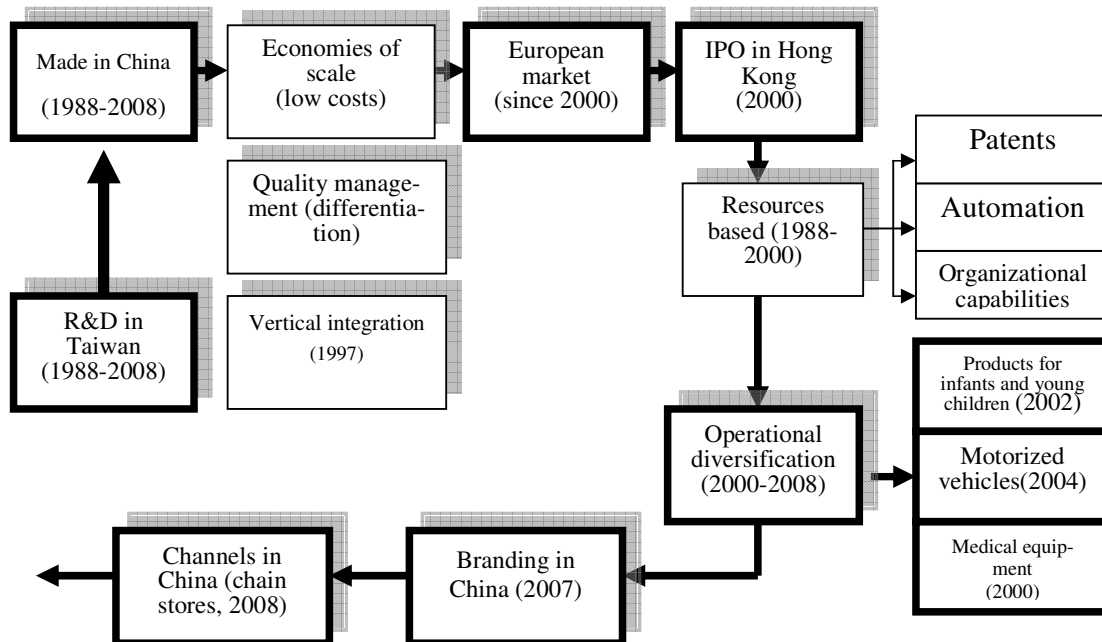 Made in China
(1988-2008)
Economies of
scale
(low costs)
European
market
(since 2000)
IPO in Hong
Kong
(2000)
Patents
Automation
Organizational
capabilities
Quality manage-
ment (differentia-
tion)
Resources
based (1988-
2000)
R&D in
Taiwan
(1988-2008)
Vertical integration
(1997)
Products for
infants and young
children (2002)
Motorized
vehicles(2004)
Medical equip-
ment
(2000)
Operational
diversification
(2000-2008)
Channels in
China (chain
stores, 2008)
Branding in
China (2007)